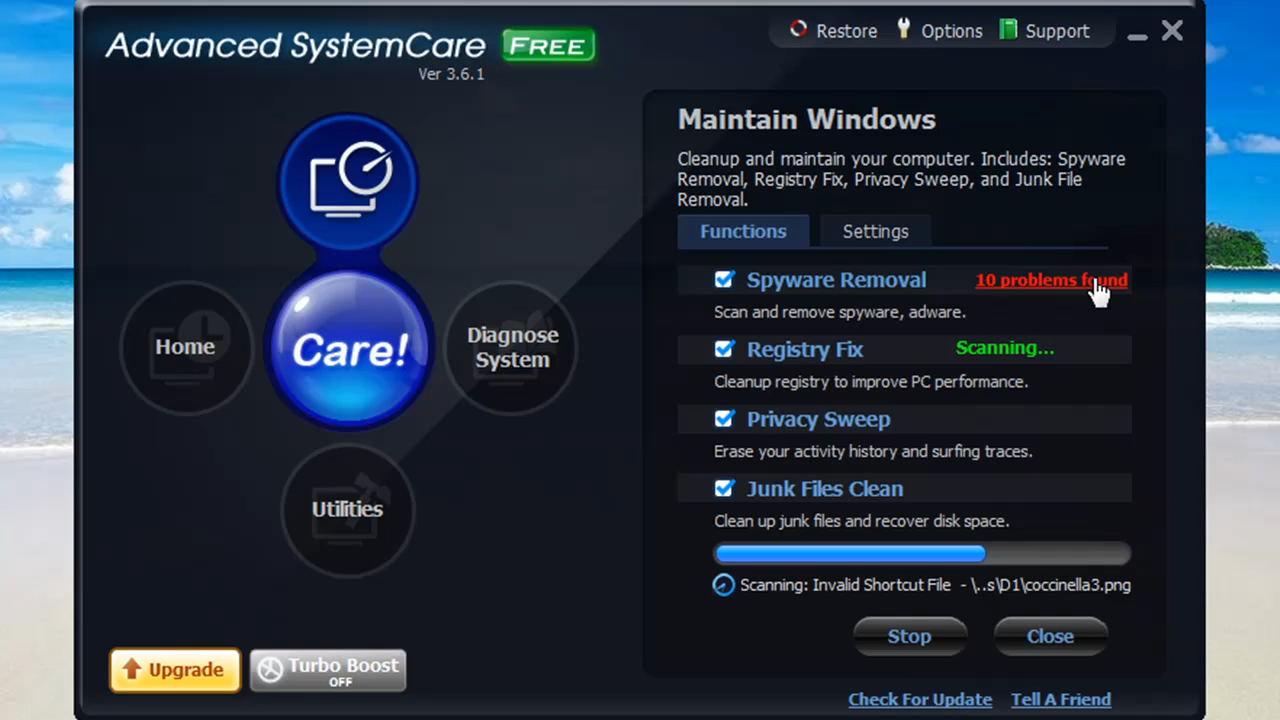 Advanced SystemCare FREE
Ver 3.6.1
Restore Options Support
Home
Care!
Diagnose
System
Utilities
Upgrade
Turbo Boost
OFF
Maintain Windows
Cleanup and maintain your computer. Includes: Spyware
Removal, Registry Fix, Privacy Sweep, and Junk File
Removal.
Functions Settings
Spyware Removal 10 problems found
Scan and remove spyware, adware.
Registry Fix Scanning...
Cleanup registry to improve PC performance.
Privacy Sweep
Erase your activity history and surfing traces.
Junk Files Clean
Clean up junk files and recover disk space.
Scanning: Invalid Shortcut File - \..s\D1\coccinella3.png
Stop Close
Check For Update Tell A Friend